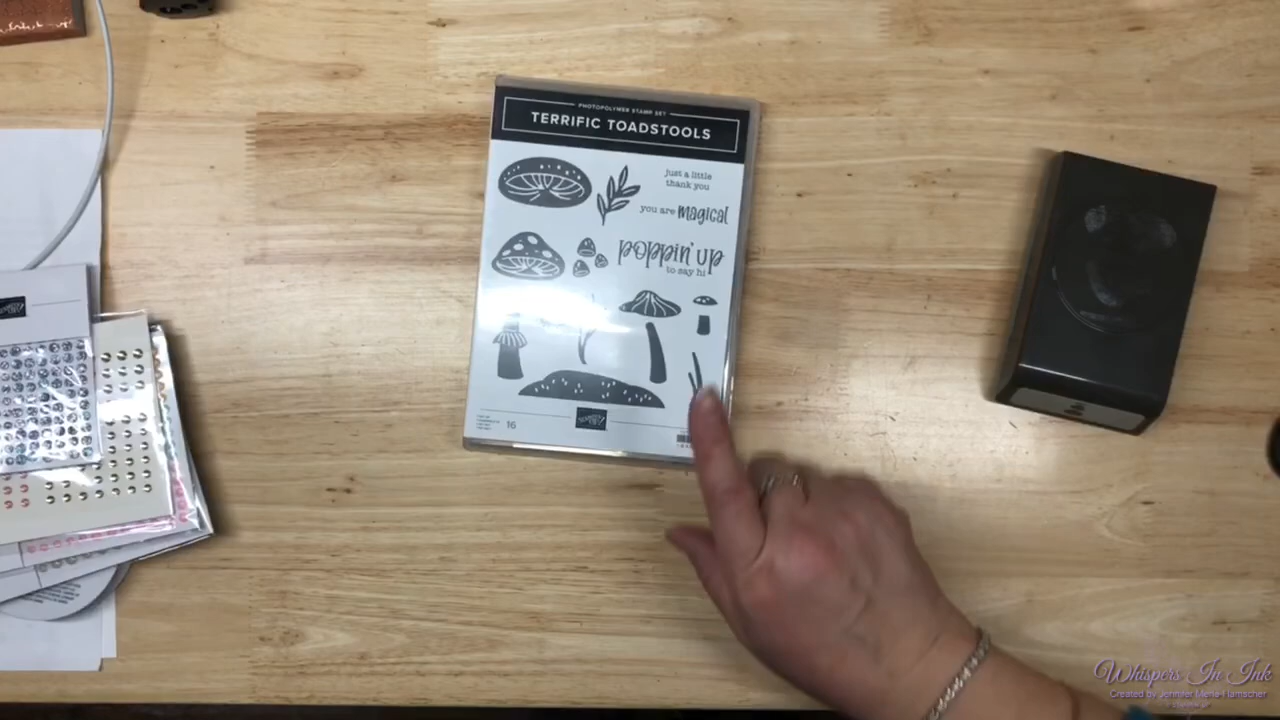 PHOTOPOLYMER STAMP SET
TERRIFIC TOADSTOOLS
just a little
thank you
you are magical
poppin' up
to say hi
16
Whispers In Ink
Created by Jennifer Meria-Hamscher